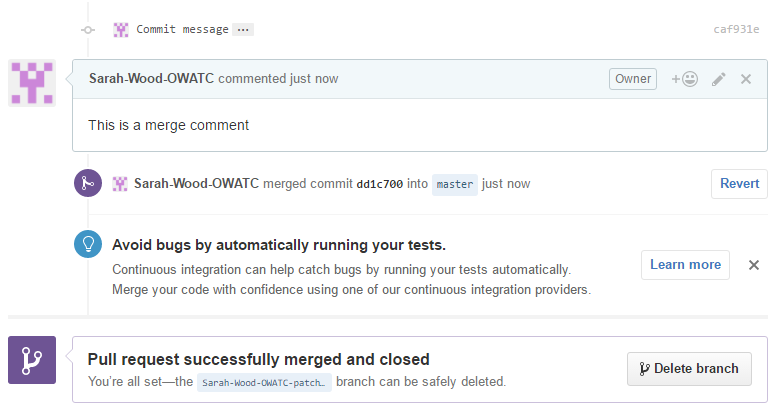 Commit message ...
caf931e
Sarah-Wood-OWATC commented just now
Owner
This is a merge comment
Sarah-Wood-OWATC merged commit dd1c700 into master just now
Revert
Avoid bugs by automatically running your tests.
Continuous integration can help catch bugs by running your tests automatically.
Merge your code with confidence using one of our continuous integration providers.
Learn more
Pull request successfully merged and closed
You're all set—the Sarah-Wood-OWATC-patch… branch can be safely deleted.
Delete branch